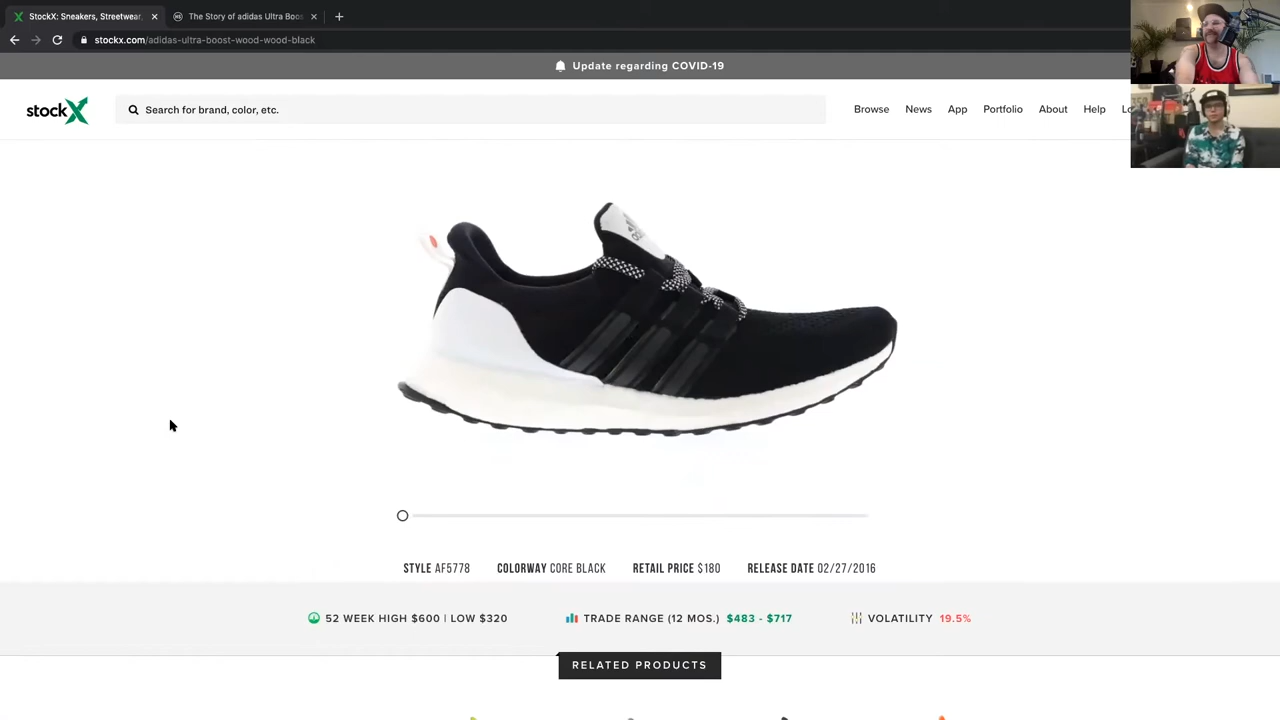 StockX: Sneakers, Streetwear,
The Story of adidas Ultra Boos
stockx.com/adidas-ultra-boost-wood-wood-black
Update regarding COVID-19
stockX
Search for brand, color, etc.
Browse News App Portfolio About Help
STYLE AF5778 COLORWAY CORE BLACK RETAIL PRICE $180 RELEASE DATE 02/27/2016
52 WEEK HIGH $600 | LOW $320 TRADE RANGE (12 MOS.) $483 - $717 VOLATILITY 19.5%
RELATED PRODUCTS